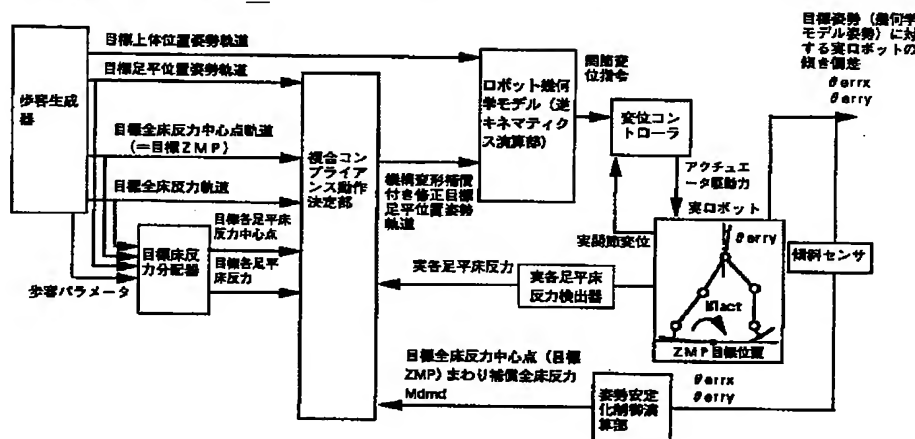 目標上体位置姿勢軌道
目標足平位置姿勢軌道
歩容生成
器
目標全床反力中心点軌道
(=目標ZMP)
目標全床反力軌道
目標各足平床
反力中心点
目標床反
力分配器
目標各足平
床反力
歩容パラメータ
複合コン
プライア
ンス動作
決定部
機構変形補償
付き修正目標
足平位置姿勢
軌道
ロボット幾何
学モデル(逆
キネマティク
ス演算部)
関節変
位指令
変位コント
ローラ
アクチュエ
ータ駆動力
実ロボット
実関節変位
θerry
Mact
ZMP目標位置
目標姿勢(幾何学
モデル姿勢)に対
する実ロボットの
傾き偏差
θerrx
θerry
傾斜センサ
実各足平床反力
実各足平床
反力検出器
目標全床反力中心点(目標
ZMP)まわり補償全床反力
Mdmd
姿勢安定
化制御演
算部
θerrx
θerry